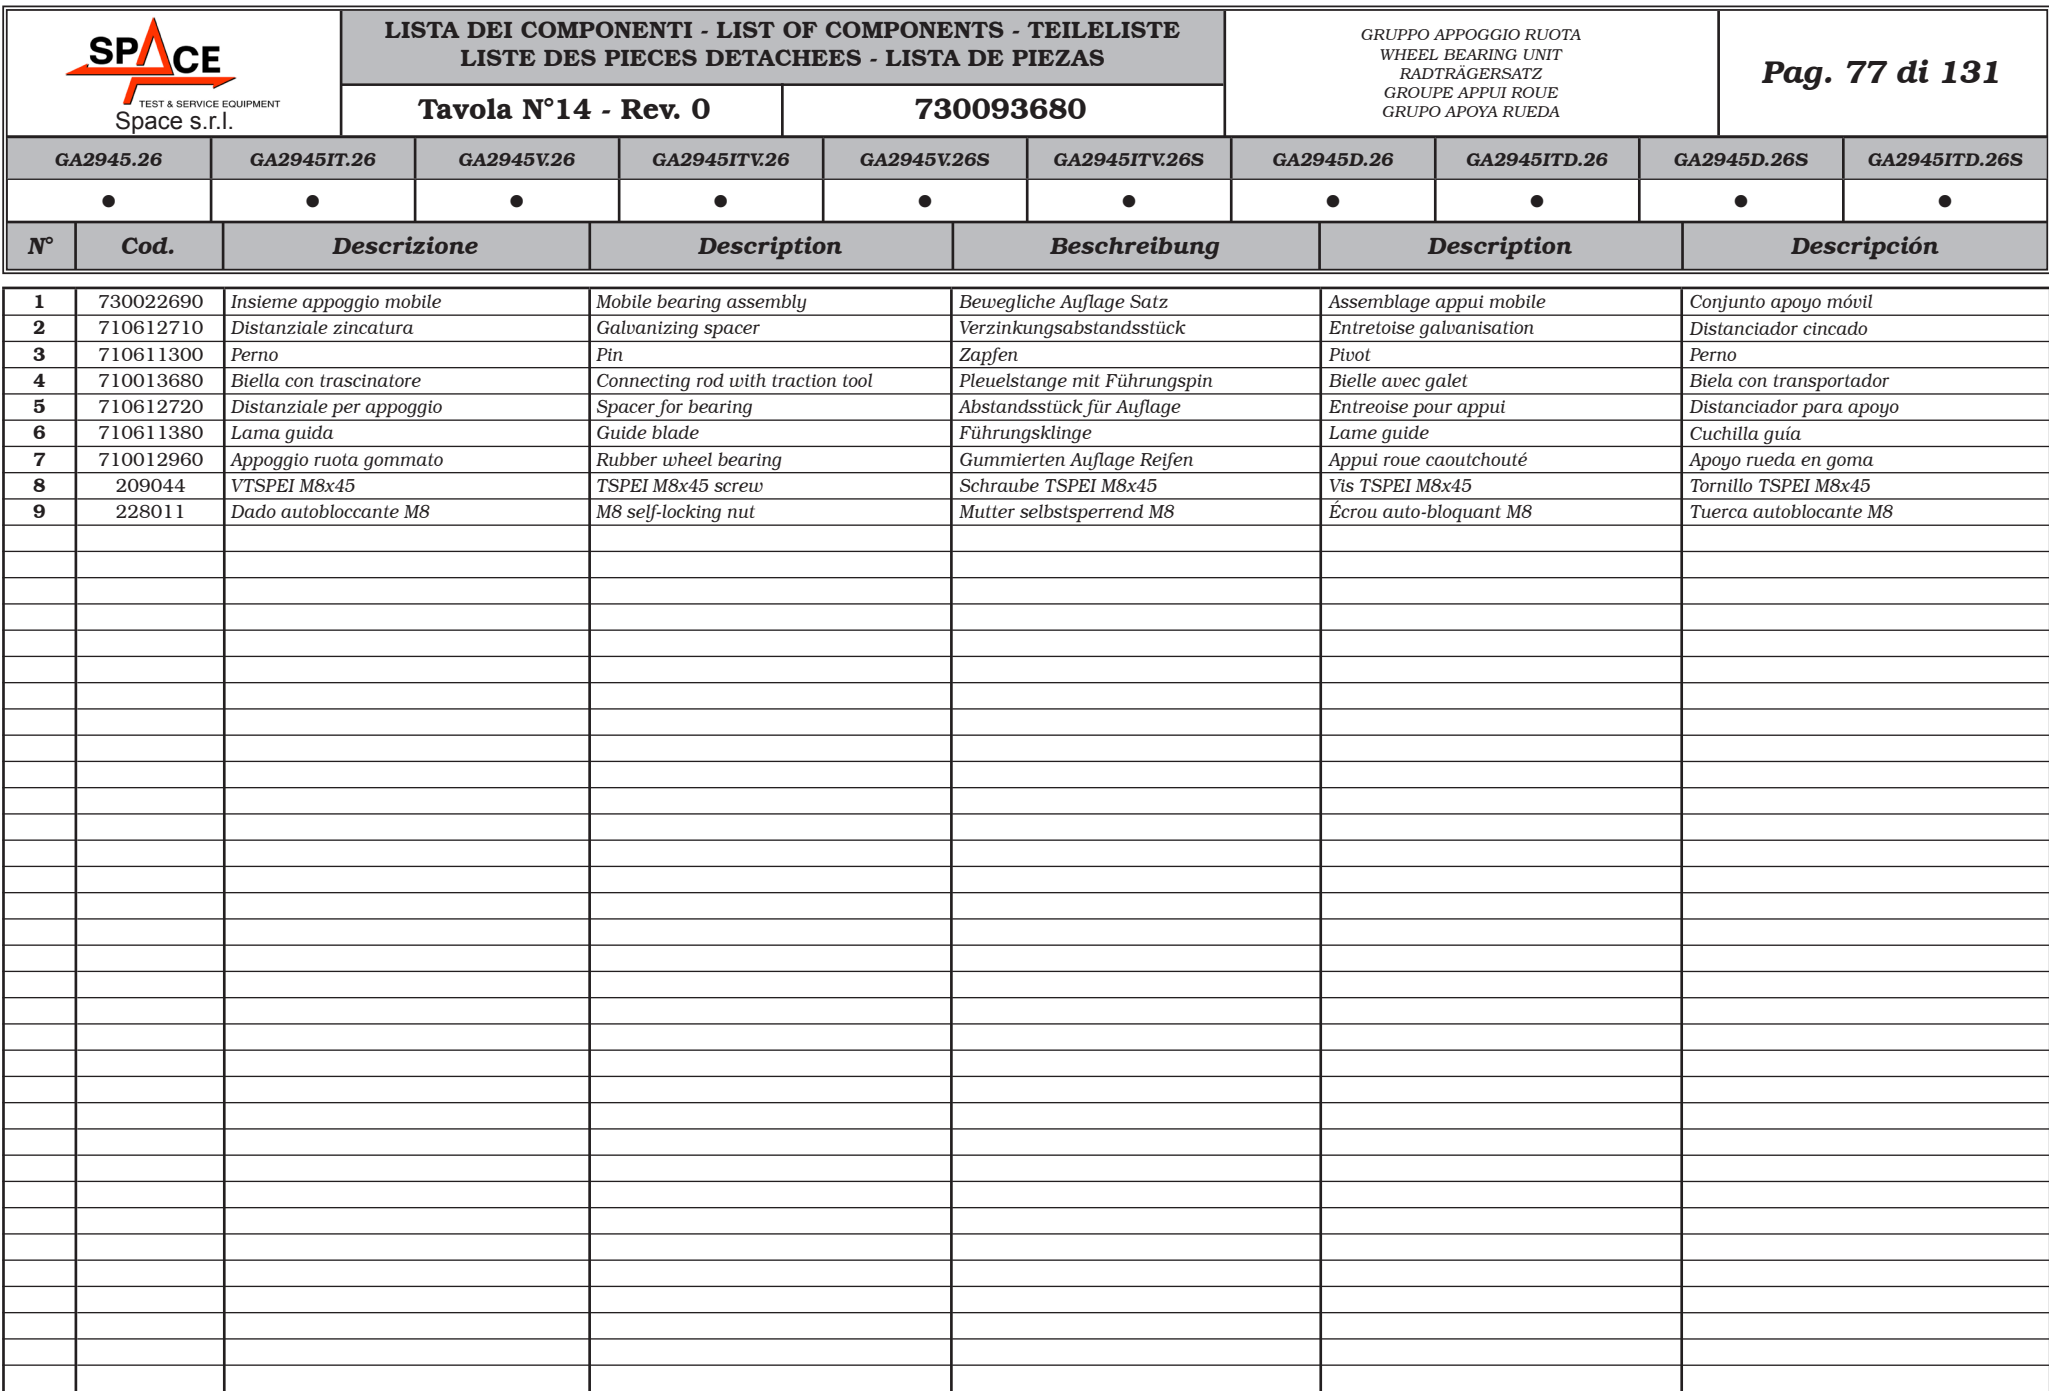 SPACE
TEST & SERVICE EQUIPMENT
Space s.r.l.
LISTA DEI COMPONENTI - LIST OF COMPONENTS - TEILELISTE
LISTE DES PIECES DETACHEES - LISTA DE PIEZAS
Tavola N°14 - Rev. 0 730093680
GRUPPO APPOGGIO RUOTA
WHEEL BEARING UNIT
RADTRÄGERSATZ
GROUPE APPUI ROUE
GRUPO APOYA RUEDA
Pag. 77 di 131
GA2945.26 GA2945IT.26 GA2945V.26 GA2945ITV.26 GA2945V.26S GA2945ITV.26S GA2945D.26 GA2945ITD.26 GA2945D.26S GA2945ITD.26S
● ● ● ● ● ● ● ● ● ●
N° Cod. Descrizione Description Beschreibung Description Descripción
1 730022690 Insieme appoggio mobile Mobile bearing assembly Bewegliche Auflage Satz Assemblage appui mobile Conjunto apoyo móvil
2 710612710 Distanziale zincatura Galvanizing spacer Verzinkungsabstandsstück Entretoise galvanisation Distanciador cincado
3 710611300 Perno Pin Zapfen Pivot Perno
4 710013680 Biella con trascinatore Connecting rod with traction tool Pleuelstange mit Führungspin Bielle avec galet Biela con transportador
5 710612720 Distanziale per appoggio Spacer for bearing Abstandsstück für Auflage Entreoise pour appui Distanciador para apoyo
6 710611380 Lama guida Guide blade Führungsklinge Lame guide Cuchilla guía
7 710012960 Appoggio ruota gommato Rubber wheel bearing Gummierten Auflage Reifen Appui roue caoutchouté Apoyo rueda en goma
8 209044 VTSPEI M8x45 TSPEI M8x45 screw Schraube TSPEI M8x45 Vis TSPEI M8x45 Tornillo TSPEI M8x45
9 228011 Dado autobloccante M8 M8 self-locking nut Mutter selbstsperrend M8 Écrou auto-bloquant M8 Tuerca autoblocante M8